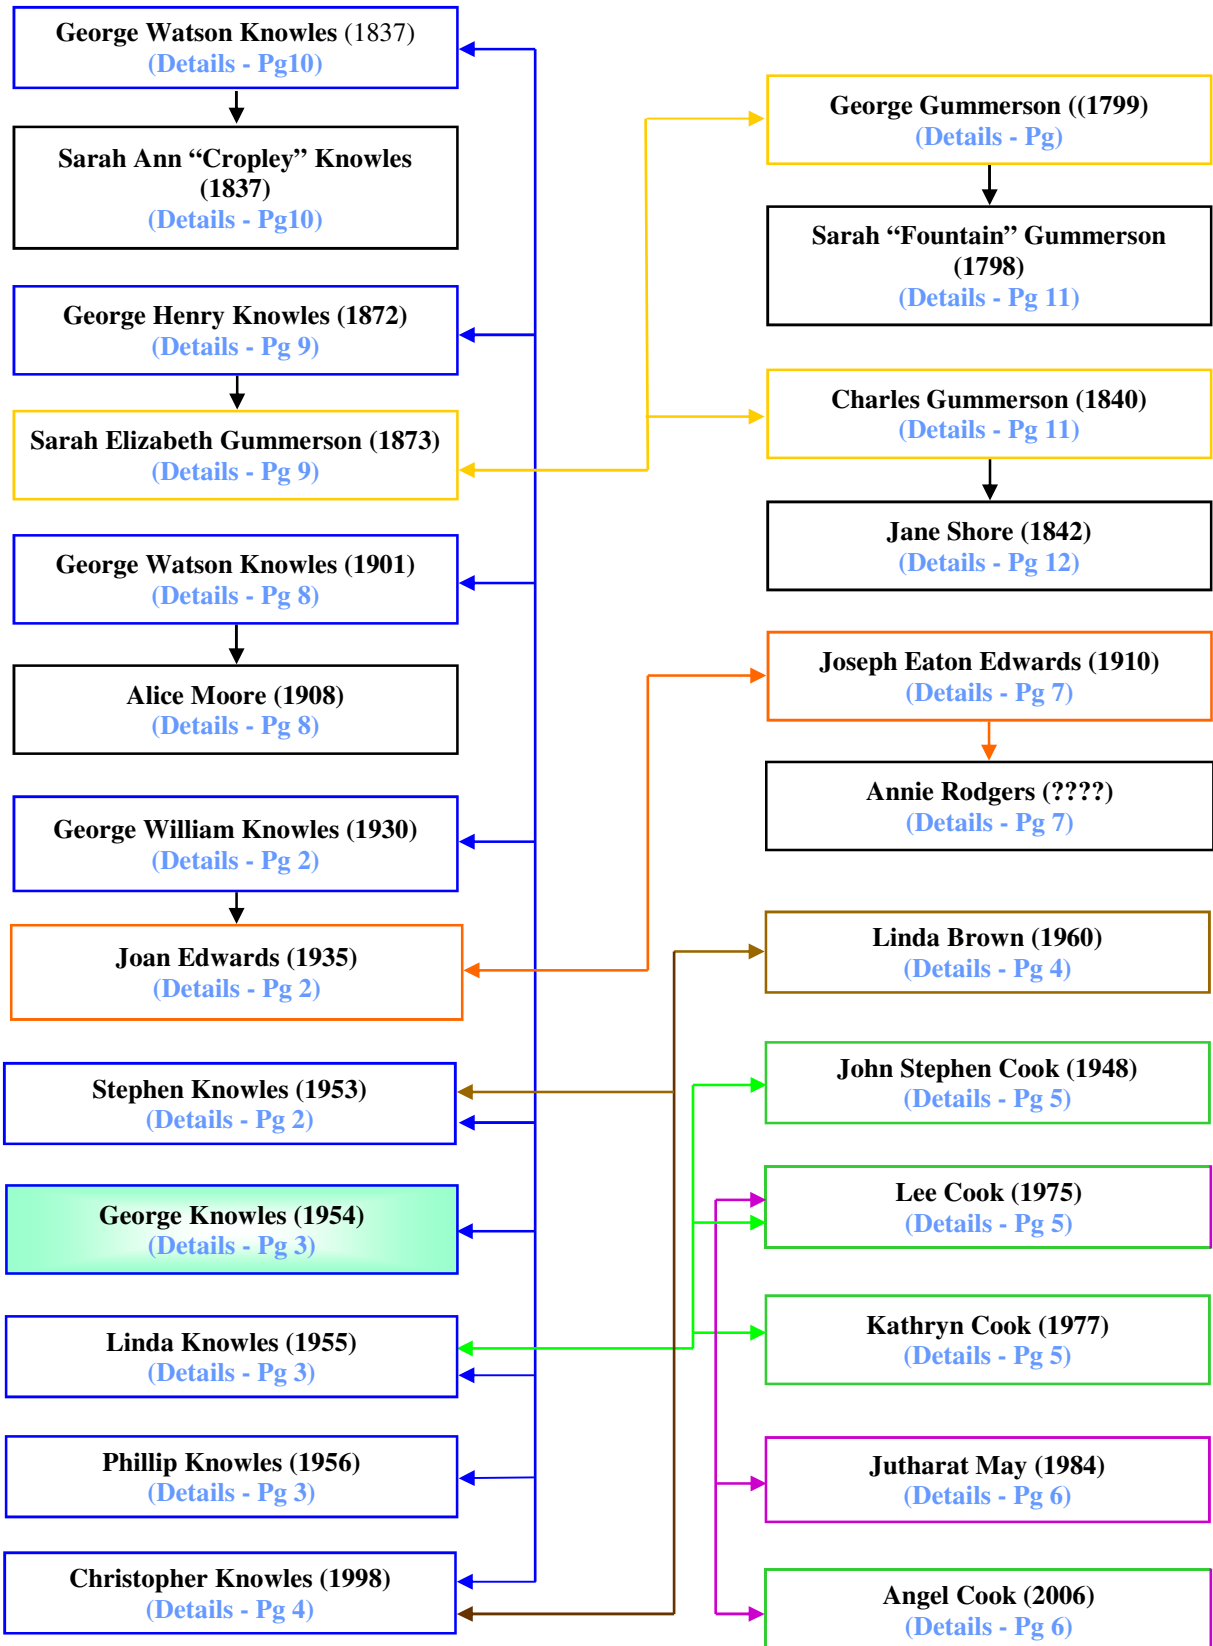 George Watson Knowles (1837)
(Details - Pg10)
Sarah Ann “Cropley” Knowles
(1837)
(Details - Pg10)
George Henry Knowles (1872)
(Details - Pg 9)
Sarah Elizabeth Gummerson (1873)
(Details - Pg 9)
George Watson Knowles (1901)
(Details - Pg 8)
Alice Moore (1908)
(Details - Pg 8)
George William Knowles (1930)
(Details - Pg 2)
Joan Edwards (1935)
(Details - Pg 2)
Stephen Knowles (1953)
(Details - Pg 2)
George Knowles (1954)
(Details - Pg 3)
Linda Knowles (1955)
(Details - Pg 3)
Phillip Knowles (1956)
(Details - Pg 3)
Christopher Knowles (1998)
(Details - Pg 4)
George Gummerson ((1799)
(Details - Pg)
Sarah “Fountain” Gummerson
(1798)
(Details - Pg 11)
Charles Gummerson (1840)
(Details - Pg 11)
Jane Shore (1842)
(Details - Pg 12)
Joseph Eaton Edwards (1910)
(Details - Pg 7)
Annie Rodgers (????)
(Details - Pg 7)
Linda Brown (1960)
(Details - Pg 4)
John Stephen Cook (1948)
(Details - Pg 5)
Lee Cook (1975)
(Details - Pg 5)
Kathryn Cook (1977)
(Details - Pg 5)
Jutharat May (1984)
(Details - Pg 6)
Angel Cook (2006)
(Details - Pg 6)